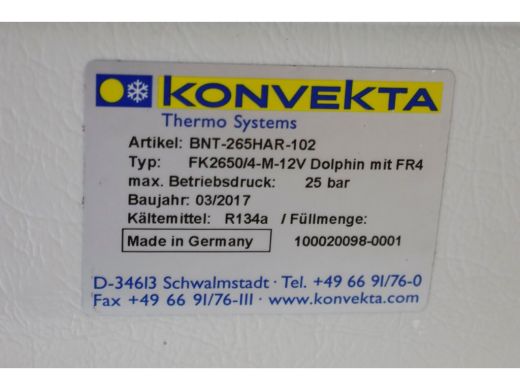 KONVEKTA
Thermo Systems
Artikel: BNT-265HAR-102
Typ: FK2650/4-M-12V Dolphin mit FR4
max. Betriebsdruck: 25 bar
Baujahr: 03/2017
Kältemittel: R134a / Füllmenge:
Made in Germany 100020098-0001
D-34613 Schwalmstadt · Tel. +49 66 91/76-0
Fax +49 66 91/76-111 · www.konvekta.com